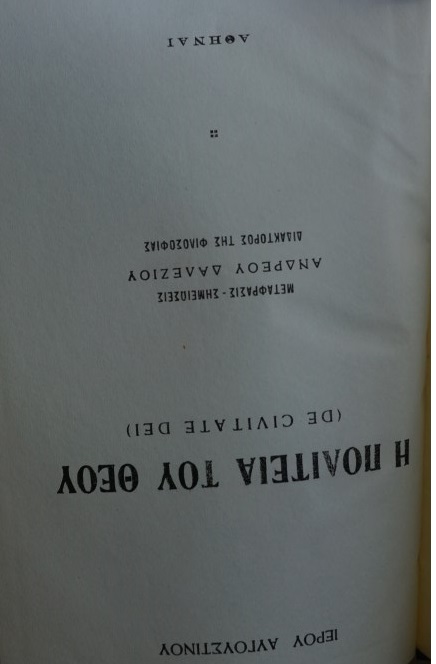 ΙΕΡΟΥ ΑΥΓΟΥΣΤΙΝΟΥ
Η ΠΟΛΙΤΕΙΑ ΤΟΥ ΘΕΟΥ
(DE CIVITATE DEI)
ΜΕΤΑΦΡΑΣΙΣ - ΣΗΜΕΙΩΣΕΙΣ
ΑΝΔΡΕΟΥ ΔΑΛΕΖΙΟΥ
ΔΙΔΑΚΤΟΡΟΣ ΤΗΣ ΦΙΛΟΣΟΦΙΑΣ
ΑΘΗΝΑΙ